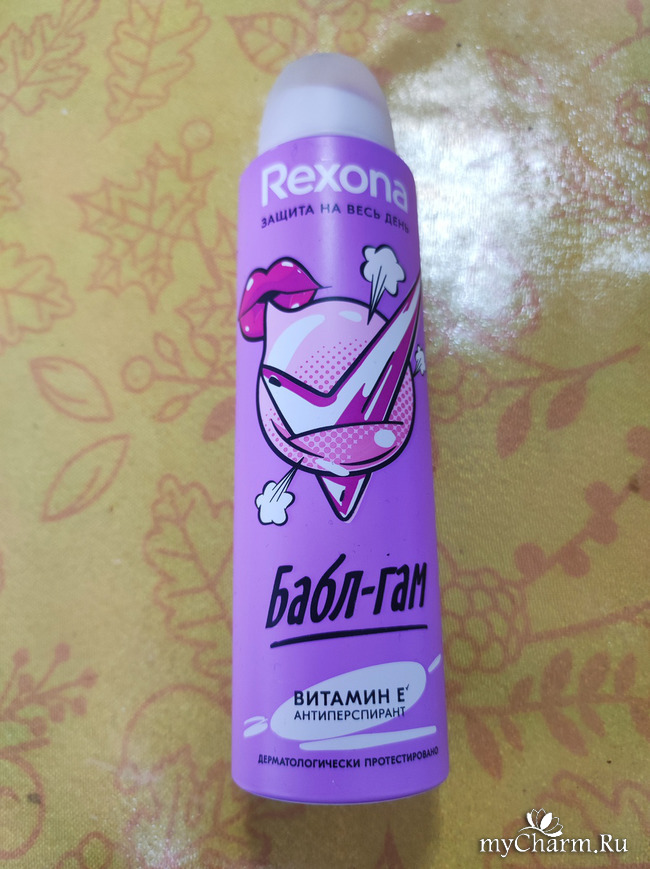 Rexona
ЗАЩИТА НА ВЕСЬ ДЕНЬ
Бабл-гам
ВИТАМИН Е
АНТИПЕРСПИРАНТ
ДЕРМАТОЛОГИЧЕСКИ ПРОТЕСТИРОВАНО
myCharm.Ru